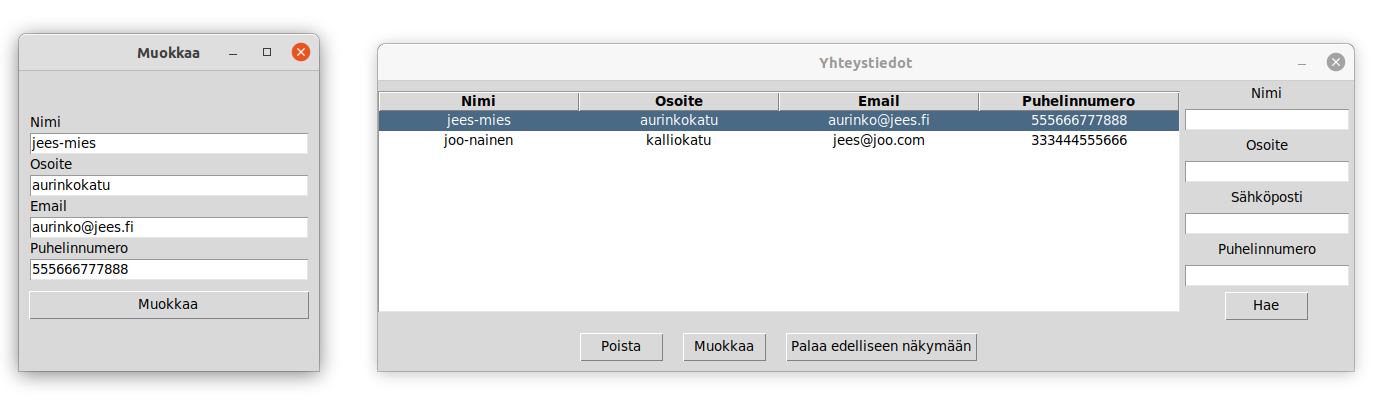 Muokkaa
Nimi
jees-mies
Osoite
aurinkokatu
Email
aurinko@jees.fi
Puhelinnumero
555666777888
Muokkaa
Yhteystiedot
Nimi Osoite Email Puhelinnumero
jees-mies aurinkokatu aurinko@jees.fi 555666777888
joo-nainen kalliokatu jees@joo.com 333444555666
Nimi
Osoite
Sähköposti
Puhelinnumero
Hae
Poista Muokkaa Palaa edelliseen näkymään